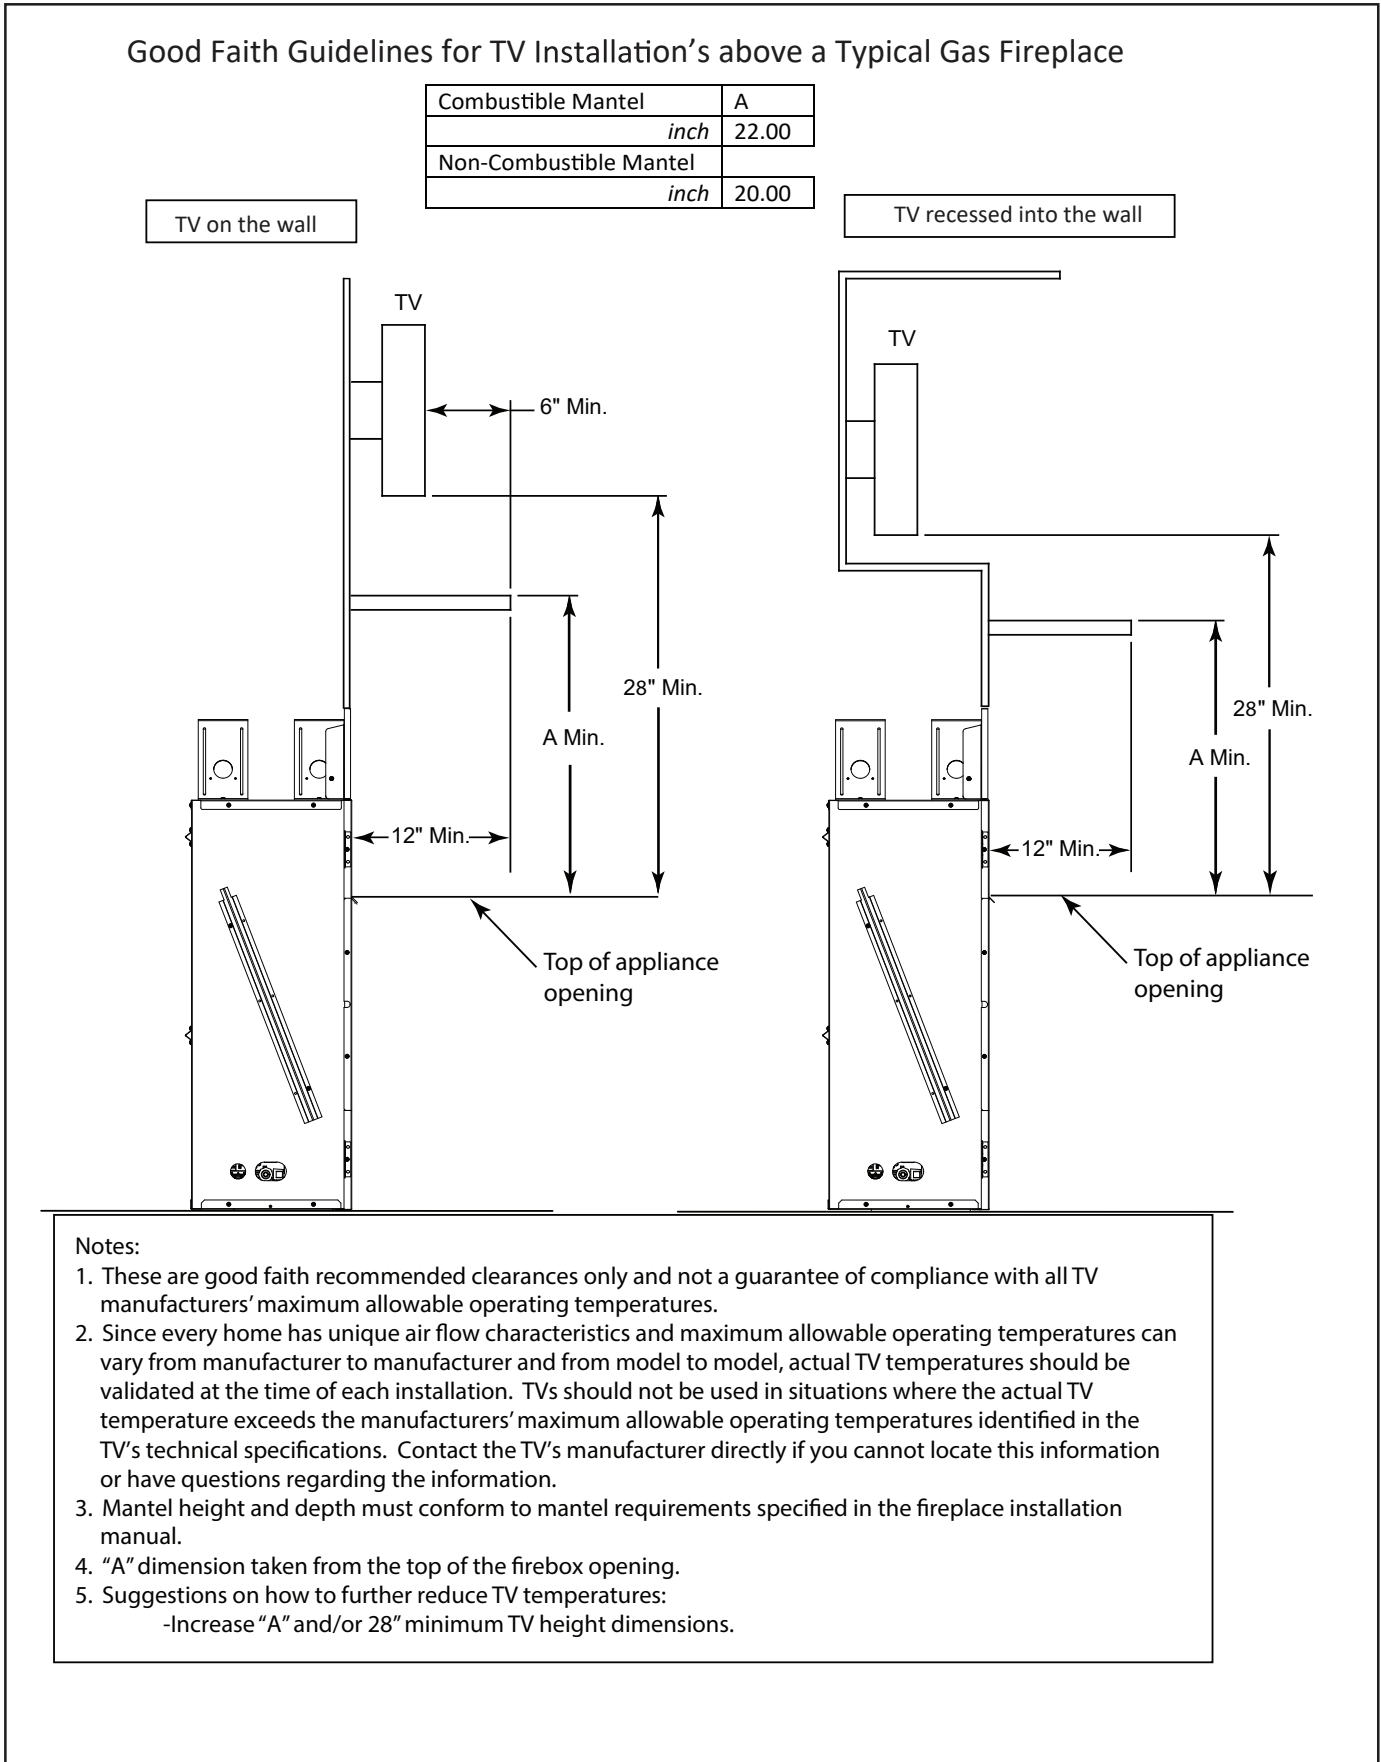 Good Faith Guidelines for TV Installation's above a Typical Gas Fireplace
Combustible Mantel A
inch 22.00
Non-Combustible Mantel
inch 20.00
TV on the wall
TV recessed into the wall
TV
6" Min.
28" Min.
A Min.
12" Min.
Top of appliance
opening
TV
28" Min.
A Min.
12" Min.
Top of appliance
opening
Notes:
1. These are good faith recommended clearances only and not a guarantee of compliance with all TV
manufacturers' maximum allowable operating temperatures.
2. Since every home has unique air flow characteristics and maximum allowable operating temperatures can
vary from manufacturer to manufacturer and from model to model, actual TV temperatures should be
validated at the time of each installation. TVs should not be used in situations where the actual TV
temperature exceeds the manufacturers' maximum allowable operating temperatures identified in the
TV's technical specifications. Contact the TV's manufacturer directly if you cannot locate this information
or have questions regarding the information.
3. Mantel height and depth must conform to mantel requirements specified in the fireplace installation
manual.
4. “A” dimension taken from the top of the firebox opening.
5. Suggestions on how to further reduce TV temperatures:
-Increase “A” and/or 28” minimum TV height dimensions.